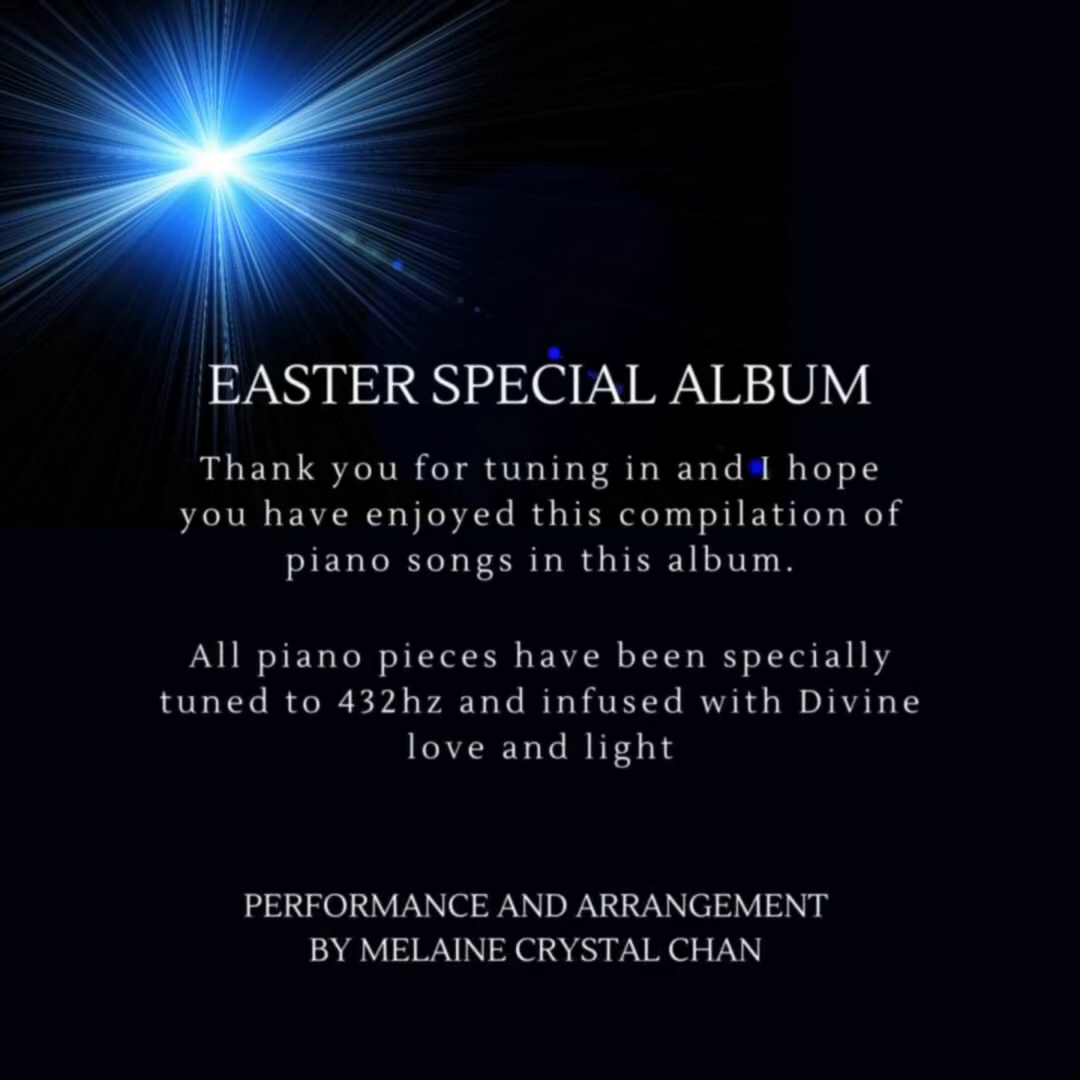 EASTER SPECIAL ALBUM
Thank you for tuning in and I hope
you have enjoyed this compilation of
piano songs in this album.
All piano pieces have been specially
tuned to 432hz and infused with Divine
love and light
PERFORMANCE AND ARRANGEMENT
BY MELAINE CRYSTAL CHAN